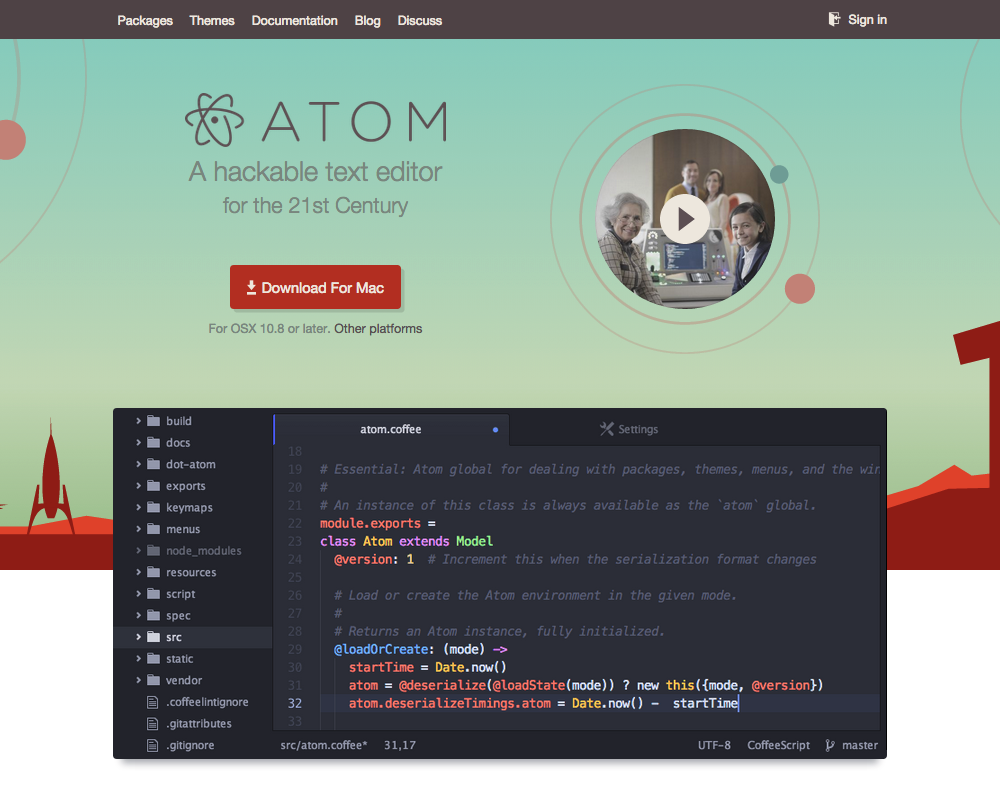 Packages Themes Documentation Blog Discuss Sign in
ATOM
A hackable text editor
for the 21st Century
Download For Mac
For OSX 10.8 or later. Other platforms
1
build
docs
dot-atom
exports
keymaps
menus
node_modules
resources
script
spec
src
static
vendor
.coffeelintignore
.gitattributes
.gitignore
atom.coffee
Settings
18
19 # Essential: Atom global for dealing with packages, themes, menus, and the win
20 #
21 # An instance of this class is always available as the `atom` global.
22 module.exports =
23 class Atom extends Model
24 @version: 1 # Increment this when the serialization format changes
25
26 # Load or create the Atom environment in the given mode.
27 #
28 # Returns an Atom instance, fully initialized.
29 @loadOrCreate: (mode) ->
30 startTime = Date.now()
31 atom = @deserialize(@loadState(mode)) ? new this({mode, @version})
32 atom.deserializeTimings.atom = Date.now() - startTime
33
src/atom.coffee* 31,17 UTF-8 CoffeeScript master